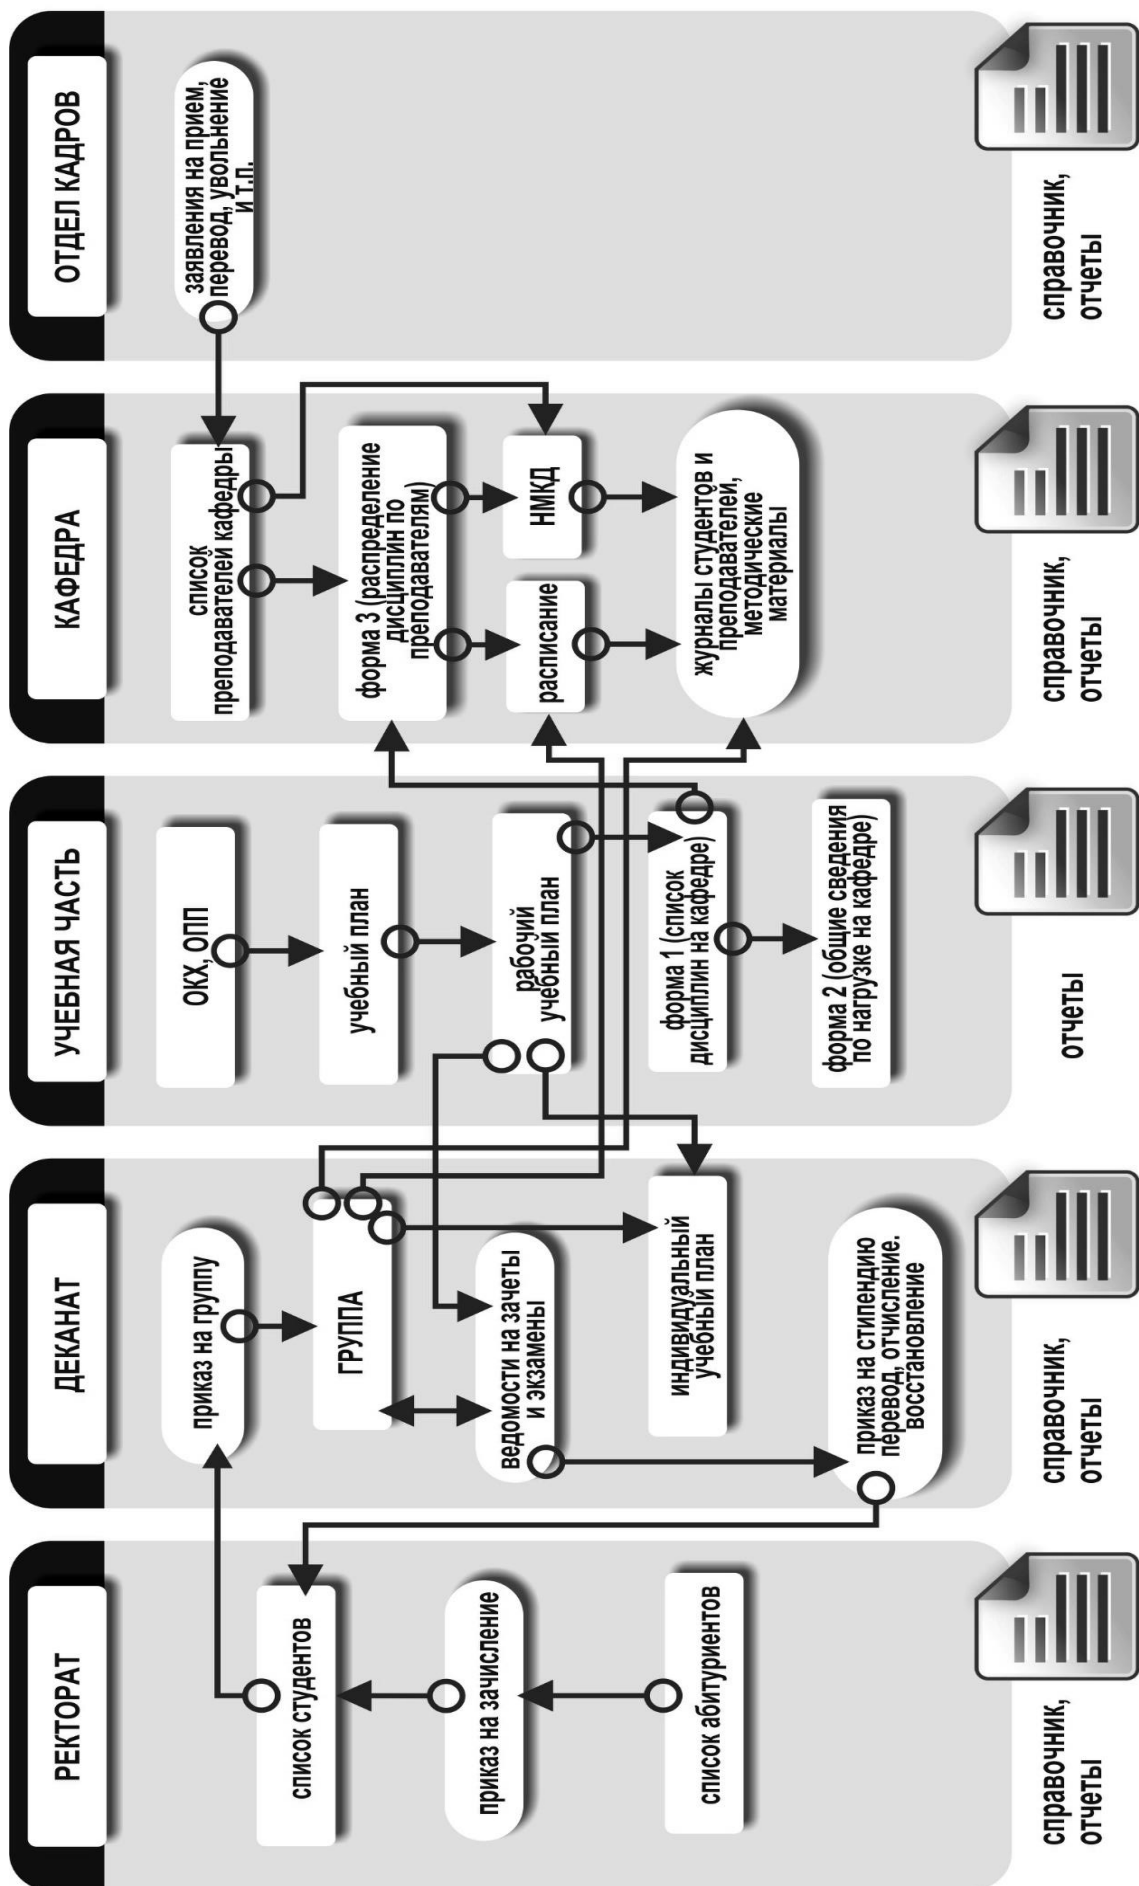 РЕКТОРАТ
список студентов
приказ на зачисление
список абитуриентов
справочник,
отчеты
ДЕКАНАТ
приказ на группу
ГРУППА
ведомости на зачеты
и экзамены
индивидуальный
учебный план
приказ на стипендию
перевод, отчисление.
восстановление
справочник,
отчеты
УЧЕБНАЯ ЧАСТЬ
ОКХ, ОПП
учебный план
рабочий
учебный план
форма 1 (список
дисциплин на кафедре)
форма 2 (общие сведения
по нагрузке на кафедре)
отчеты
КАФЕДРА
список
преподавателей кафедры
форма 3 (распределение
дисциплин по
преподавателям)
расписание
НМКД
журналы студентов и
преподавателей,
методические
материалы
справочник,
отчеты
ОТДЕЛ КАДРОВ
заявления на прием,
перевод, увольнение
и т.п.
справочник,
отчеты